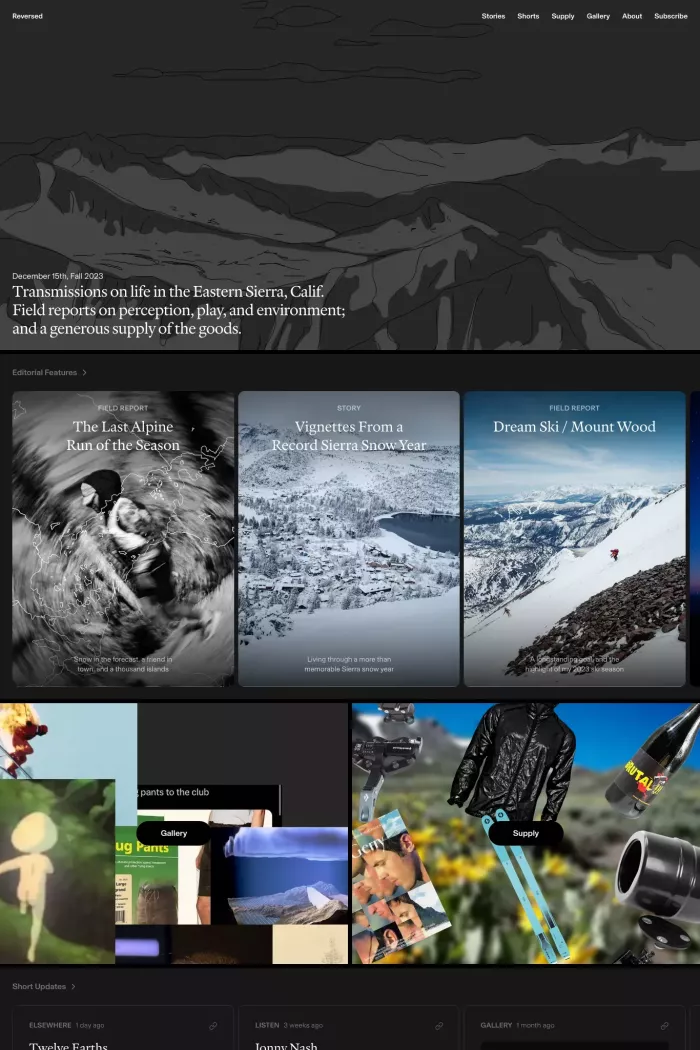 Reversed
Stories Shorts Supply Gallery About Subscribe
December 15th, Fall 2023
Transmissions on life in the Eastern Sierra, Calif.
Field reports on perception, play, and environment;
and a generous supply of the goods.
Editorial Features
FIELD REPORT
The Last Alpine
Run of the Season
Snow in the forecast, a friend in
town, and a thousand islands
STORY
Vignettes From a
Record Sierra Snow Year
Living through a more than
memorable Sierra snow year
FIELD REPORT
Dream Ski / Mount Wood
A longstanding goal, and the
highlight of my 2023 ski season
pants to the club
ug Pants
Gallery
Gerry
BRUTAL
Supply
Short Updates
ELSEWHERE 1 day ago
Twelve Earths
LISTEN 2 weeks ago
Jonny Nash
GALLERY 1 month ago